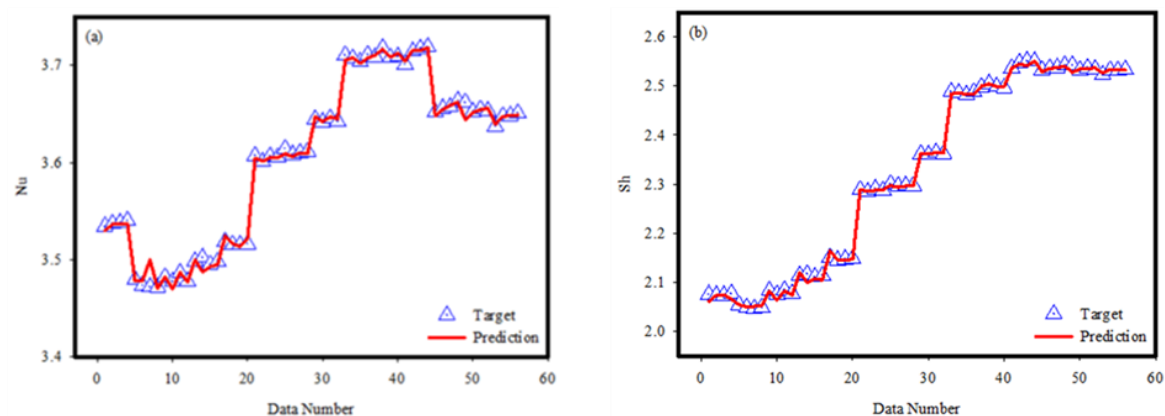 (a)
3.7
3.6
3.5
3.4
Nu
0 10 20 30 40 50 60
Data Number
Target
Prediction
(b)
2.6
2.5
2.4
2.3
2.2
2.1
2.0
Sh
0 10 20 30 40 50 60
Data Number
Target
Prediction